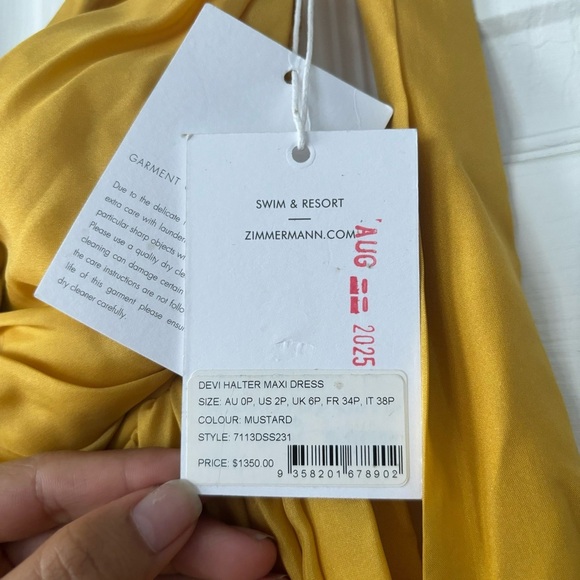 GARMENT
Due to the delicate
extra care with launder
particular sharp objects wi
Please use a quality dry cle
cleaning can damage certain
the care instructions are not follo
life of this garment please ensu
dry cleaner carefully.
SWIM & RESORT
ZIMMERMANN.COM
AUG 2025
DEVI HALTER MAXI DRESS
SIZE: AU 0P, US 2P, UK 6P, FR 34P, IT 38P
COLOUR: MUSTARD
STYLE: 7113DSS231
PRICE: $1350.00
9 358201 678902